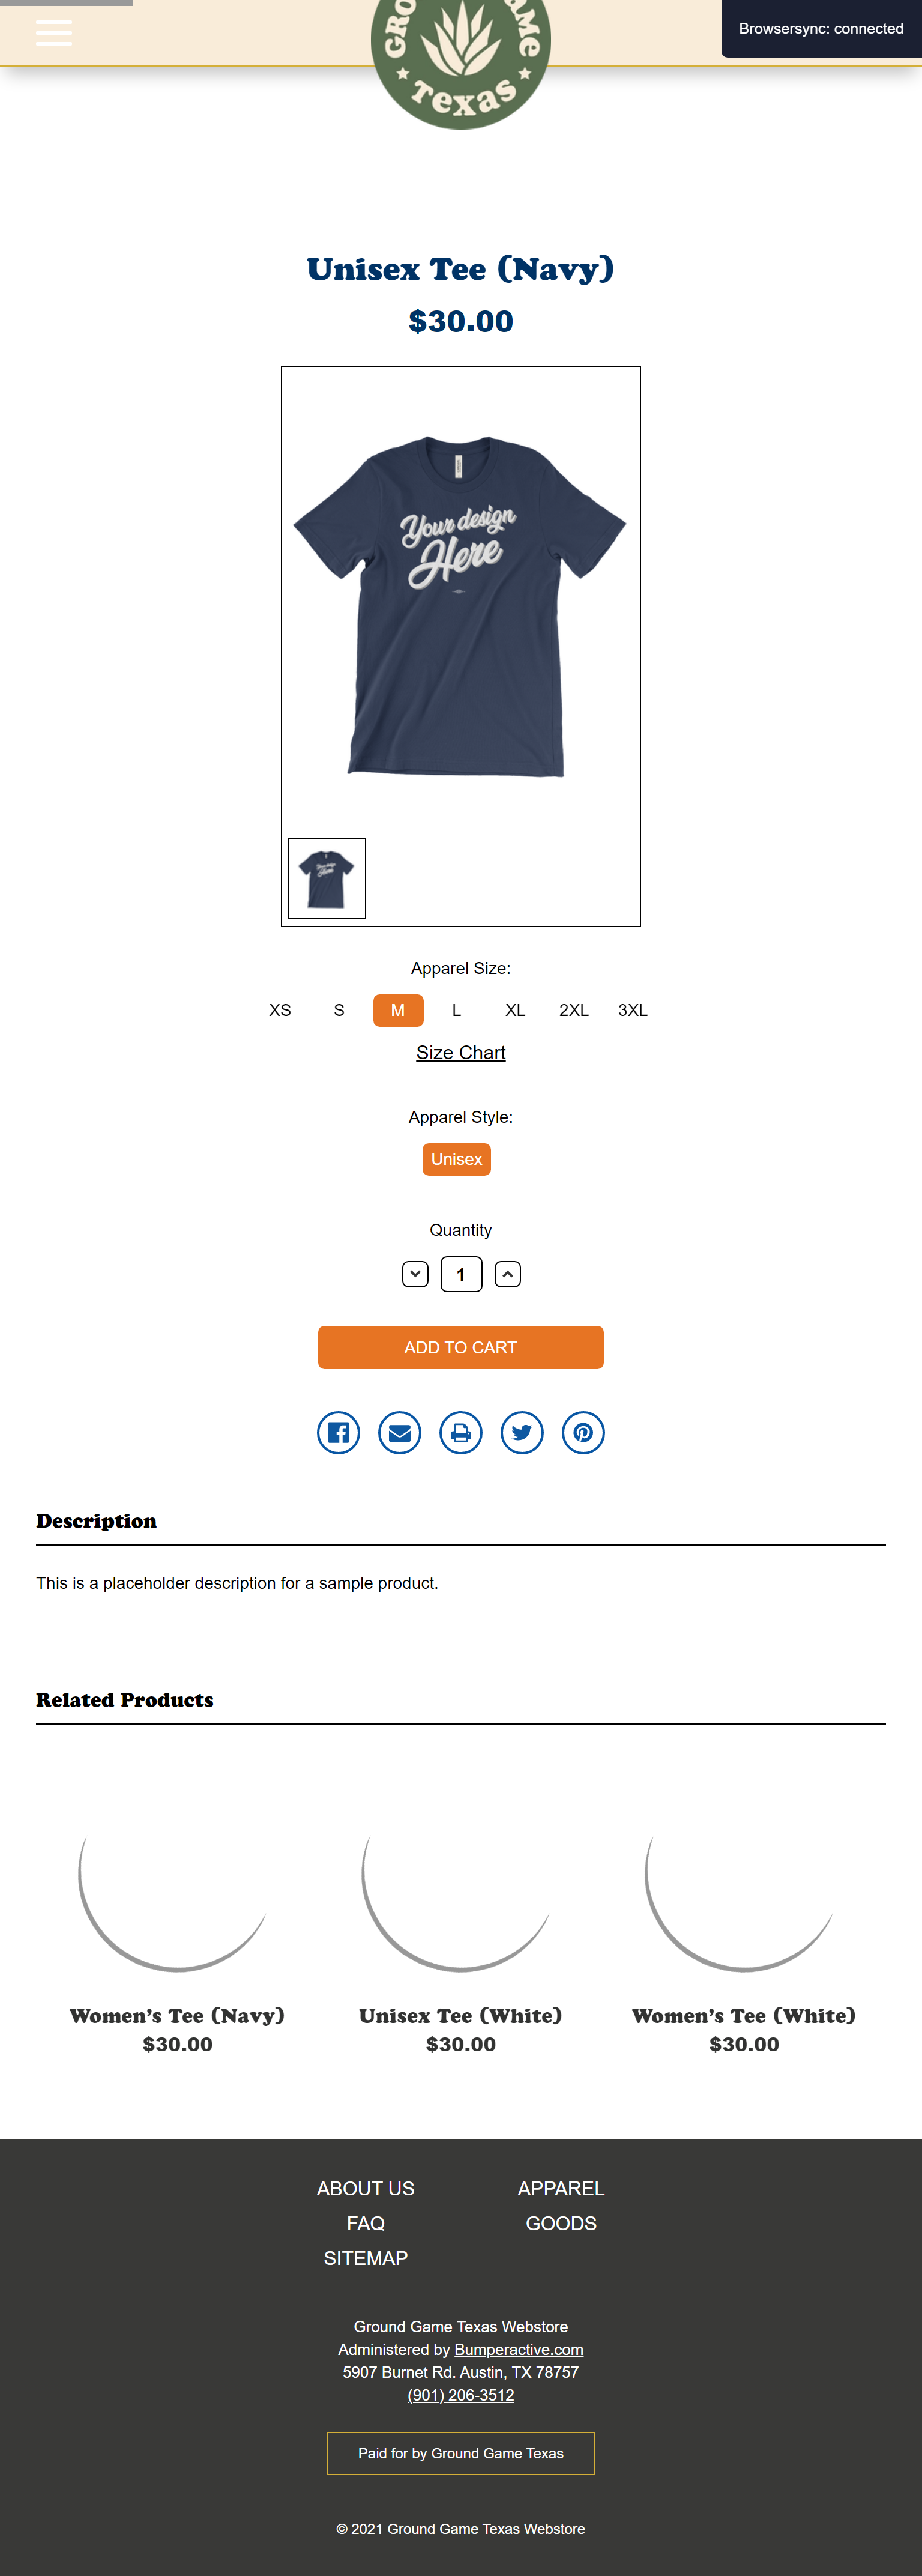 GRO
AME
Texas
Browsersync: connected
Unisex Tee (Navy)
$30.00
Your design
Here
Apparel Size:
XS S M L XL 2XL 3XL
Size Chart
Apparel Style:
Unisex
Quantity
1
ADD TO CART
Description
This is a placeholder description for a sample product.
Related Products
Women's Tee (Navy)
$30.00
Unisex Tee (White)
$30.00
Women's Tee (White)
$30.00
ABOUT US
FAQ
SITEMAP
APPAREL
GOODS
Ground Game Texas Webstore
Administered by Bumperactive.com
5907 Burnet Rd. Austin, TX 78757
(901) 206-3512
Paid for by Ground Game Texas
© 2021 Ground Game Texas Webstore